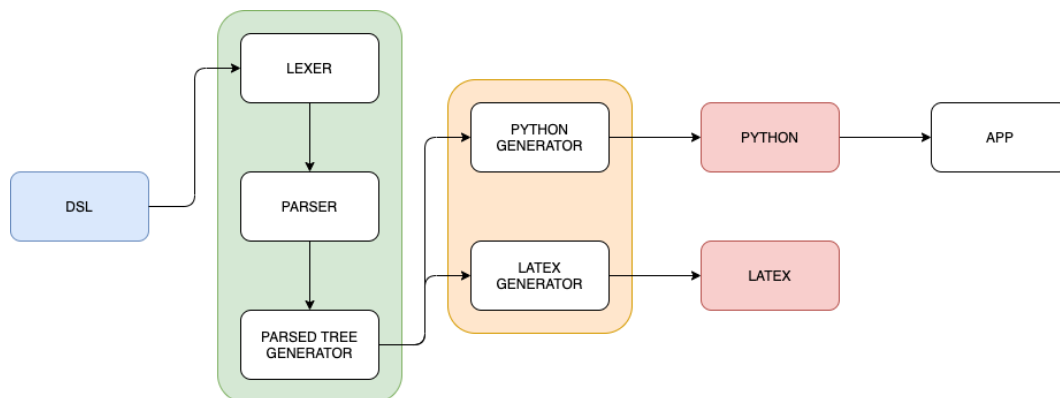 DSL
LEXER
PARSER
PARSED TREE
GENERATOR
PYTHON
GENERATOR
LATEX
GENERATOR
PYTHON
LATEX
APP